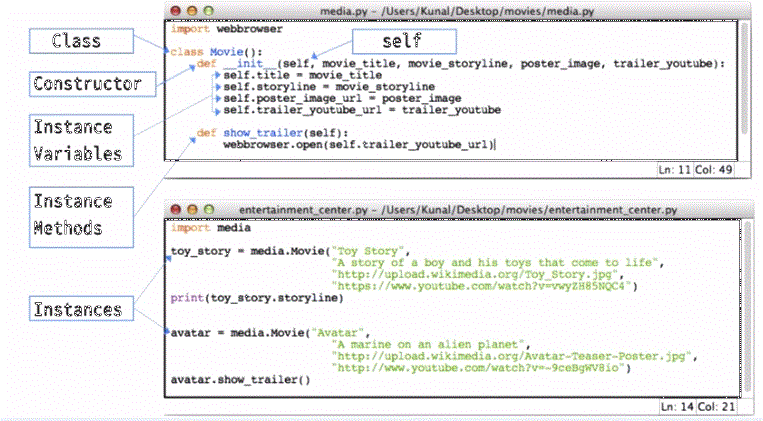 media.py - /Users/Kunal/Desktop/movies/media.py
Class
self
Constructor
Instance
Variables
Instance
Methods
Instances
import webbrowser
class Movie():
def __init__(self, movie_title, movie_storyline, poster_image, trailer_youtube):
self.title = movie_title
self.storyline = movie_storyline
self.poster_image_url = poster_image
self.trailer_youtube_url = trailer_youtube
def show_trailer(self):
webbrowser.open(self.trailer_youtube_url)
Ln: 11 Col: 49
entertainment_center.py - /Users/Kunal/Desktop/movies/entertainment_center.py
import media
toy_story = media.Movie("Toy Story",
"A story of a boy and his toys that come to life",
"http://upload.wikimedia.org/Toy_Story.jpg",
"https://www.youtube.com/watch?v=vwyZH85NQC4")
print(toy_story.storyline)
avatar = media.Movie("Avatar",
"A marine on an alien planet",
"http://upload.wikimedia.org/Avatar-Teaser-Poster.jpg",
"http://www.youtube.com/watch?v=-9ceBgWV8io")
avatar.show_trailer()
Ln: 14 Col: 21